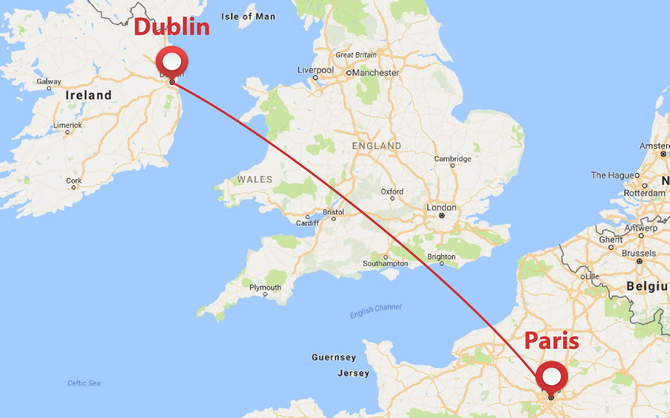 Isle of Man
Dublin
Great Britain
Liverpool
Manchester
Galway
Ireland
Limerick
ENGLAND
Cambridge
Amster
The Hague
N
Rotterdam
WALES
Cork
Oxford
London
Bristol
Cardiff
Antwerp
Ghent
Brussels
Southampton
Brighton
Lille
Plymouth
Belgiu
English Channel
Paris
Guernsey
Jersey
Celtic Sea